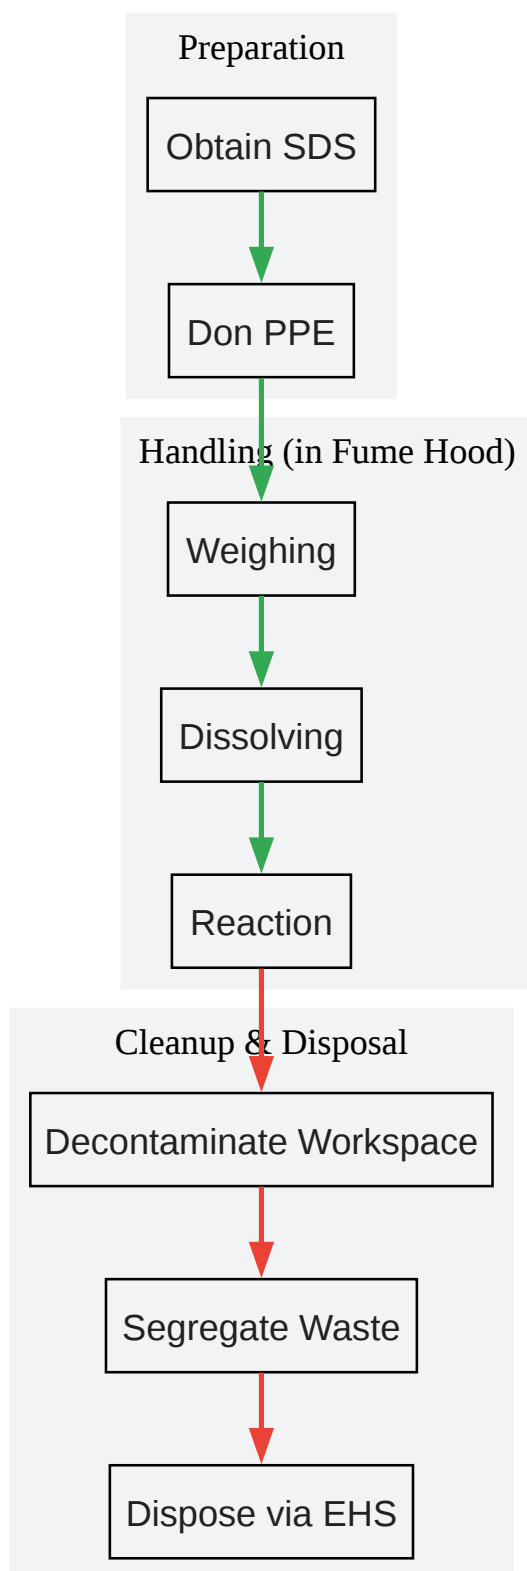 Preparation
Obtain SDS
Don PPE
Handling (in Fume Hood)
Weighing
Dissolving
Reaction
Cleanup & Disposal
Decontaminate Workspace
Segregate Waste
Dispose via EHS